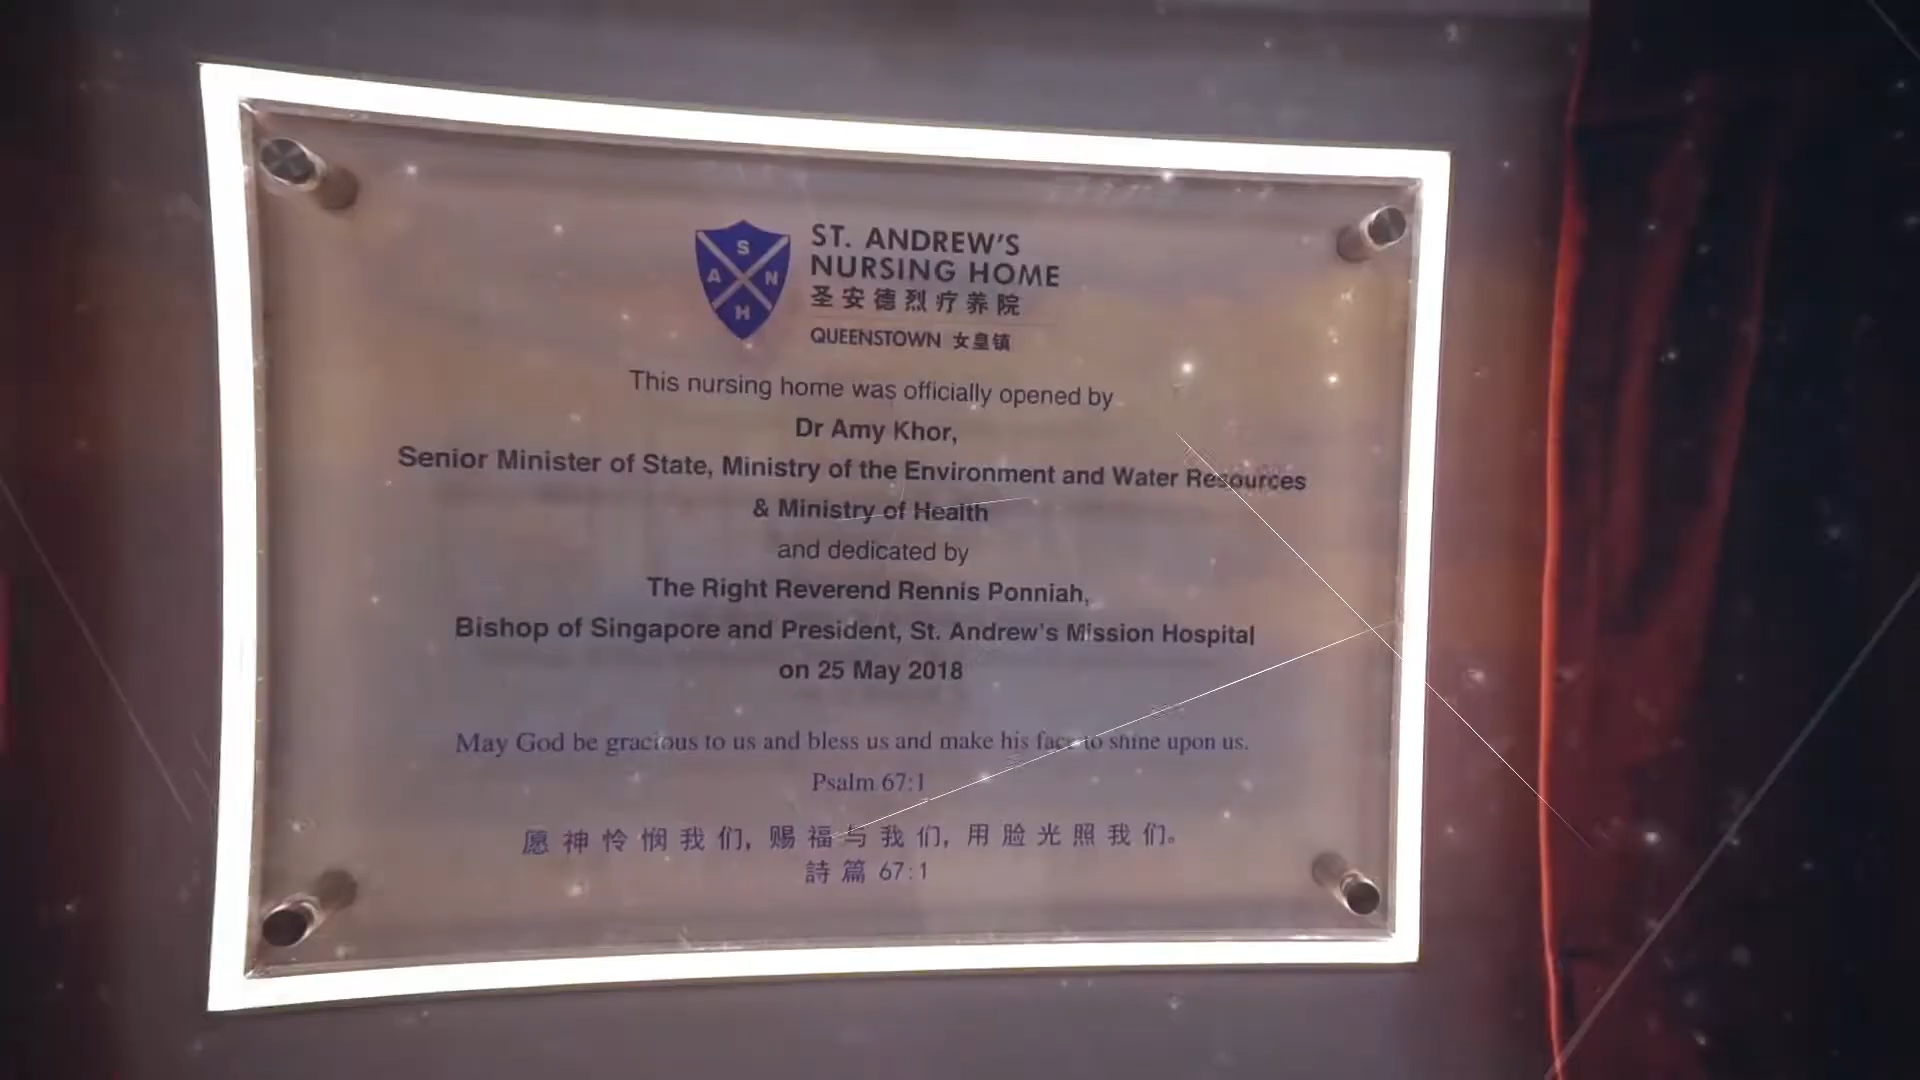 S
A N
H
ST. ANDREW'S
NURSING HOME
圣安德烈疗养院
QUEENSTOWN 女皇镇
This nursing home was officially opened by
Dr Amy Khor,
Senior Minister of State, Ministry of the Environment and Water Resources
& Ministry of Health
and dedicated by
The Right Reverend Rennis Ponniah,
Bishop of Singapore and President, St. Andrew's Mission Hospital
on 25 May 2018
May God be gracious to us and bless us and make his face to shine upon us.
Psalm 67:1
愿神怜悯我们, 赐福与我们, 用脸光照我们。
詩篇 67:1